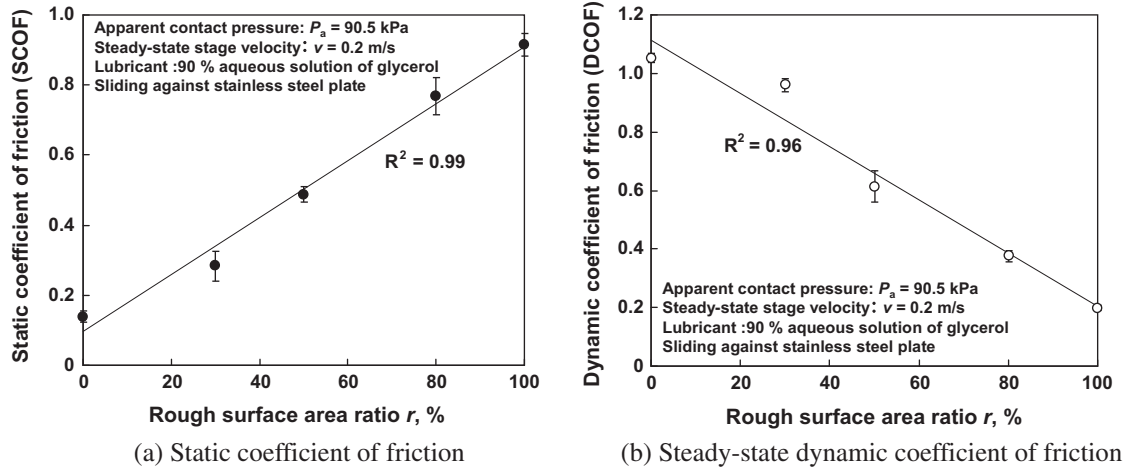 Apparent contact pressure: Pa = 90.5 kPa
Steady-state stage velocity: v = 0.2 m/s
Lubricant :90 % aqueous solution of glycerol
Sliding against stainless steel plate
R2 = 0.99
Static coefficient of friction (SCOF)
1.0
0.8
0.6
0.4
0.2
0
0 20 40 60 80 100
Rough surface area ratio r, %
(a) Static coefficient of friction
Dynamic coefficient of friction (DCOF)
1.2
1.0
0.8
0.6
0.4
0.2
0
R2 = 0.96
Apparent contact pressure: Pa = 90.5 kPa
Steady-state stage velocity: v = 0.2 m/s
Lubricant :90 % aqueous solution of glycerol
Sliding against stainless steel plate
0 20 40 60 80 100
Rough surface area ratio r, %
(b) Steady-state dynamic coefficient of friction